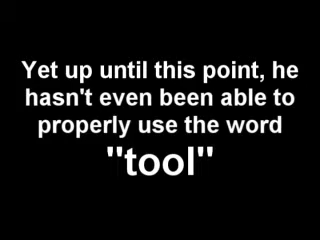 Yet up until this point, he
hasn't even been able to
properly use the word
"tool"